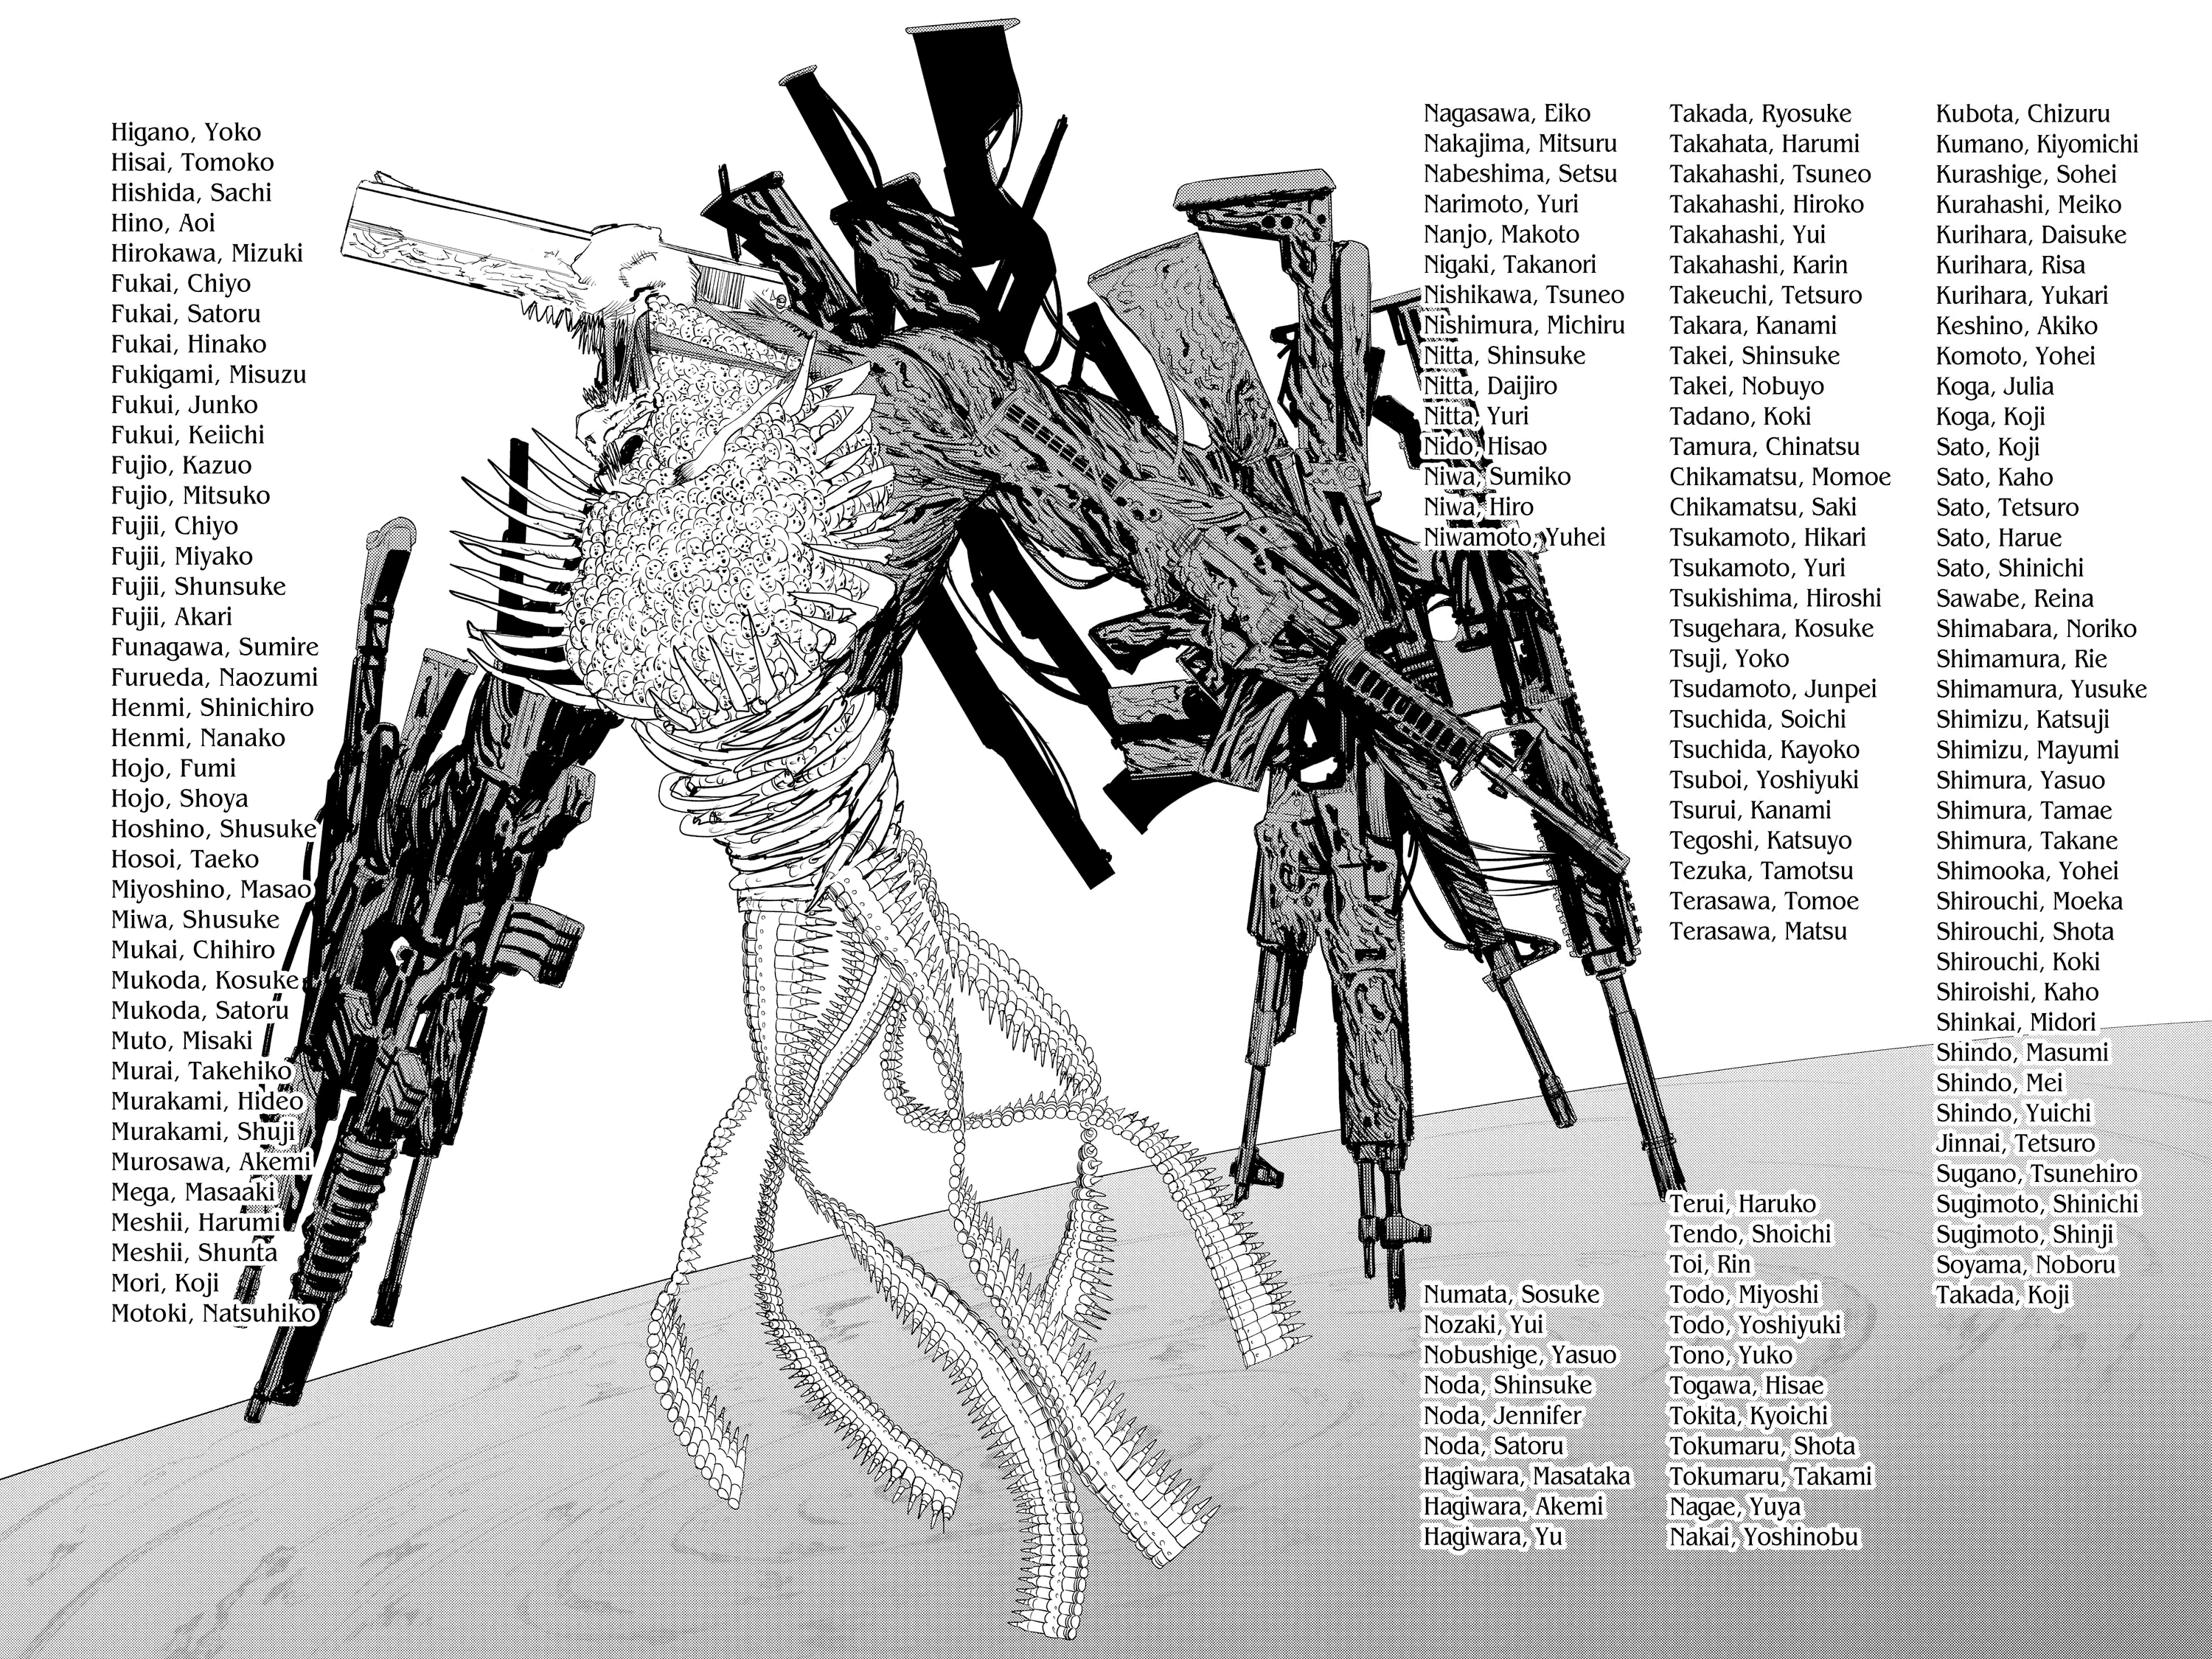 Higano, Yoko
Hisai, Tomoko
Hishida, Sachi
Hino, Aoi
Hirokawa, Mizuki
Fukai, Chiyo
Fukai, Satoru
Fukai, Hinako
Fukigami, Misuzu
Fukui, Junko
Fukui, Keiichi
Fujio, Kazuo
Fujio, Mitsuko
Fujii, Chiyo
Fujii, Miyako
Fujii, Shunsuke
Fujii, Akari
Funagawa, Sumire
Furueda, Naozumi
Henmi, Shinichiro
Henmi, Nanako
Hojo, Fumi
Hojo, Shoya
Hoshino, Shusuke
Hosoi, Taeko
Miyoshino, Masao
Miwa, Shusuke
Mukai, Chihiro
Mukoda, Kosuke
Mukoda, Satoru
Muto, Misaki
Murai, Takehiko
Murakami, Hideo
Murakami, Shuji
Murosawa, Akemi
Mega, Masaaki
Meshii, Harumi
Meshii, Shunta
Mori, Koji
Motoki, Natsuhiko
Nagasawa, Eiko
Nakajima, Mitsuru
Nabeshima, Setsu
Narimoto, Yuri
Nanjo, Makoto
Nigaki, Takanori
Nishikawa, Tsuneo
Nishimura, Michiru
Nitta, Shinsuke
Nitta, Daijiro
Nitta, Yuri
Nido, Hisao
Niwa, Sumiko
Niwa, Hiro
Niwamoto, Yuhei
Numata, Sosuke
Nozaki, Yui
Nobushige, Yasuo
Noda, Shinsuke
Noda, Jennifer
Noda, Satoru
Hagiwara, Masataka
Hagiwara, Akemi
Hagiwara, Yu
Takada, Ryosuke
Takahata, Harumi
Takahashi, Tsuneo
Takahashi, Hiroko
Takahashi, Yui
Takahashi, Karin
Takeuchi, Tetsuro
Takara, Kanami
Takei, Shinsuke
Takei, Nobuyo
Tadano, Koki
Tamura, Chinatsu
Chikamatsu, Momoe
Chikamatsu, Saki
Tsukamoto, Hikari
Tsukamoto, Yuri
Tsukishima, Hiroshi
Tsugehara, Kosuke
Tsuji, Yoko
Tsudamoto, Junpei
Tsuchida, Soichi
Tsuchida, Kayoko
Tsuboi, Yoshiyuki
Tsurui, Kanami
Tegoshi, Katsuyo
Tezuka, Tamotsu
Terasawa, Tomoe
Terasawa, Matsu
Terui, Haruko
Tendo, Shoichi
Toi, Rin
Todo, Miyoshi
Todo, Yoshiyuki
Tono, Yuko
Togawa, Hisae
Tokita, Kyoichi
Tokumaru, Shota
Tokumaru, Takami
Nagae, Yuya
Nakai, Yoshinobu
Kubota, Chizuru
Kumano, Kiyomichi
Kurashige, Sohei
Kurahashi, Meiko
Kurihara, Daisuke
Kurihara, Risa
Kurihara, Yukari
Keshino, Akiko
Komoto, Yohei
Koga, Julia
Koga, Koji
Sato, Koji
Sato, Kaho
Sato, Tetsuro
Sato, Harue
Sato, Shinichi
Sawabe, Reina
Shimabara, Noriko
Shimamura, Rie
Shimamura, Yusuke
Shimizu, Katsuji
Shimizu, Mayumi
Shimura, Yasuo
Shimura, Tamae
Shimura, Takane
Shimooka, Yohei
Shirouchi, Moeka
Shirouchi, Shota
Shirouchi, Koki
Shiroishi, Kaho
Shinkai, Midori
Shindo, Masumi
Shindo, Mei
Shindo, Yuichi
Jinnai, Tetsuro
Sugano, Tsunehiro
Sugimoto, Shinichi
Sugimoto, Shinji
Soyama, Noboru
Takada, Koji